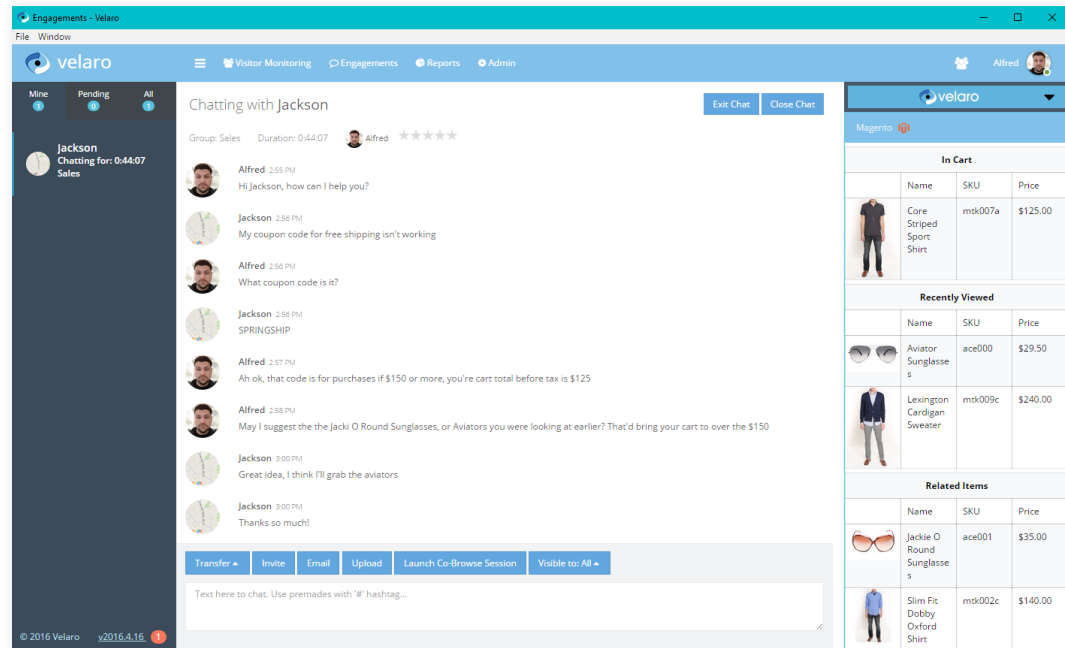 Engagements - Velaro
File Window
velaro
Visitor Monitoring Engagements Reports Admin
Alfred
Mine Pending All
1 0 1
Jackson
Chatting for: 0:44:07
Sales
© 2016 Velaro v2016.4.16 1
Chatting with Jackson
Exit Chat Close Chat
Group: Sales Duration: 0:44:07 Alfred
Alfred 2:55 PM
Hi Jackson, how can I help you?
Jackson 2:56 PM
My coupon code for free shipping isn't working
Alfred 2:56 PM
What coupon code is it?
Jackson 2:56 PM
SPRINGSHIP
Alfred 2:57 PM
Ah ok, that code is for purchases if $150 or more, you're cart total before tax is $125
Alfred 2:58 PM
May I suggest the the Jacki O Round Sunglasses, or Aviators you were looking at earlier? That'd bring your cart to over the $150
Jackson 3:00 PM
Great idea, I think I'll grab the aviators
Jackson 3:00 PM
Thanks so much!
Transfer Invite Email Upload Launch Co-Browse Session Visible to: All
Text here to chat. Use premades with '#' hashtag...
velaro
Magento
In Cart
Name SKU Price
Core mtk007a $125.00
Striped
Sport
Shirt
Recently Viewed
Name SKU Price
Aviator ace000 $29.50
Sunglasse
s
Lexington mtk009c $240.00
Cardigan
Sweater
Related Items
Name SKU Price
Jackie O ace001 $35.00
Round
Sunglasse
s
Slim Fit mtk002c $140.00
Dobby
Oxford
Shirt